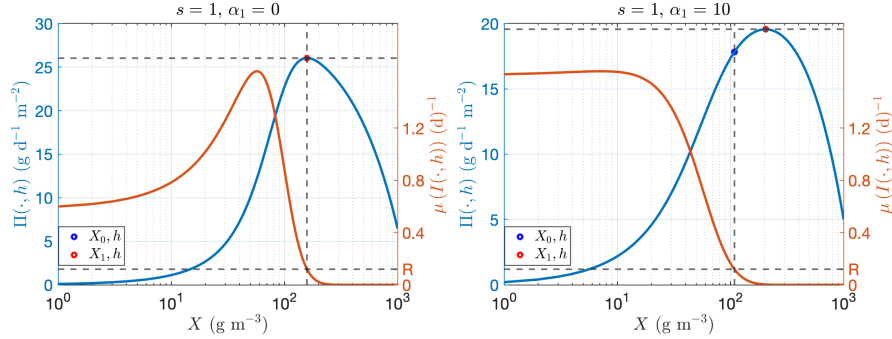 s = 1, α₁ = 0
30
25
20
15
10
5
0
Π(·, h) (g d⁻¹ m⁻²)
1.2
0.8
0.4
R
0
μ(I(·, h)) (d)⁻¹
X₀, h
X₁, h
10⁰
10¹
10²
10³
X (g m⁻³)
s = 1, α₁ = 10
20
15
10
5
0
Π(·, h) (g d⁻¹ m⁻²)
1.2
0.8
0.4
R
0
μ(I(·, h)) (d)⁻¹
X₀, h
X₁, h
10⁰
10¹
10²
10³
X (g m⁻³)